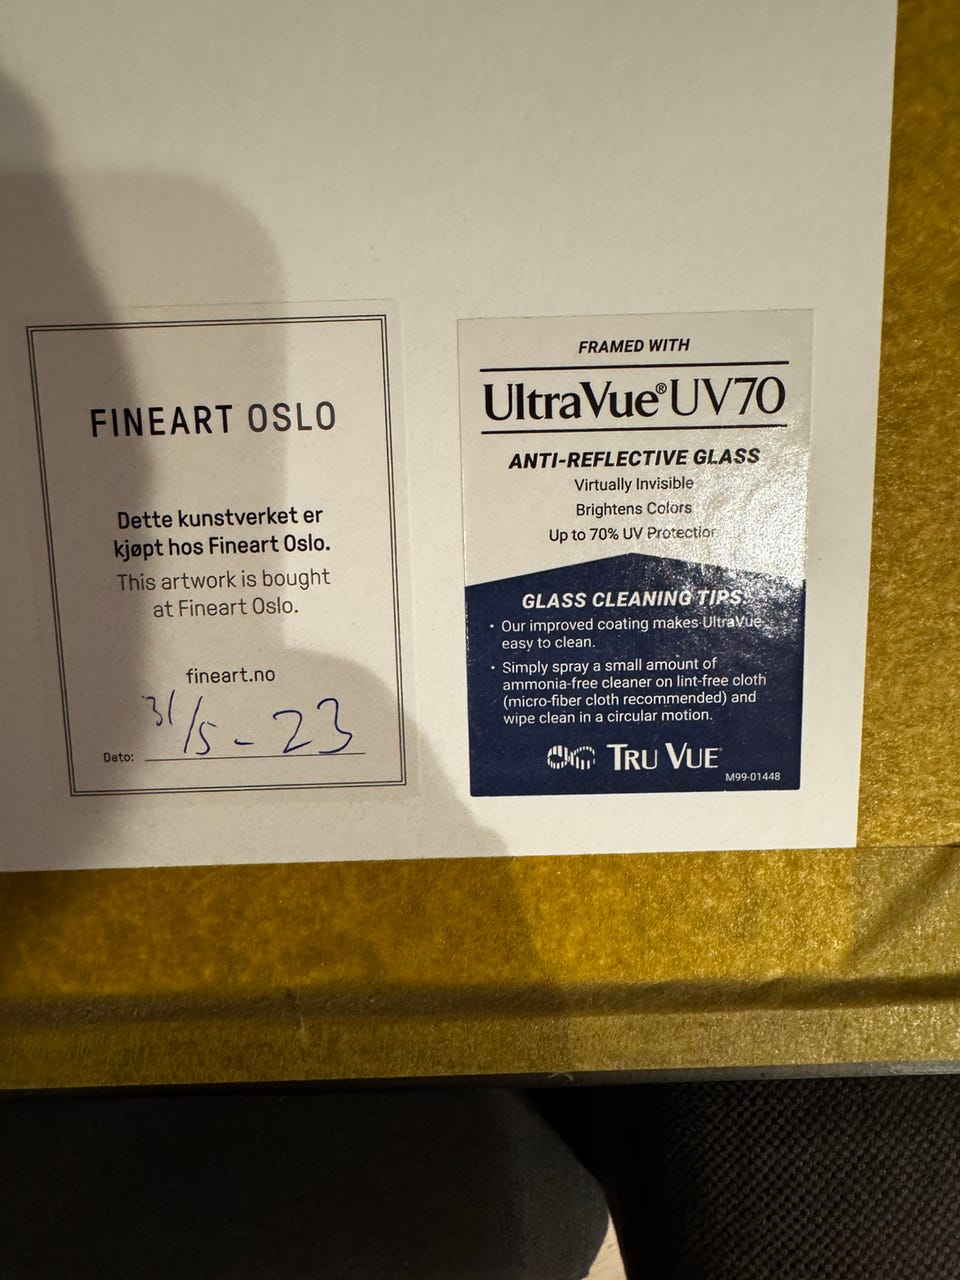 FINEART OSLO
Dette kunstverket er
kjøpt hos Fineart Oslo.
This artwork is bought
at Fineart Oslo.
fineart.no
31/5 - 23
Dato:
FRAMED WITH
UltraVue® UV70
ANTI-REFLECTIVE GLASS
Virtually Invisible
Brightens Colors
Up to 70% UV Protection
GLASS CLEANING TIPS:
• Our improved coating makes UltraVue
easy to clean.
• Simply spray a small amount of
ammonia-free cleaner on lint-free cloth
(micro-fiber cloth recommended) and
wipe clean in a circular motion.
TRU VUE
M99-01448